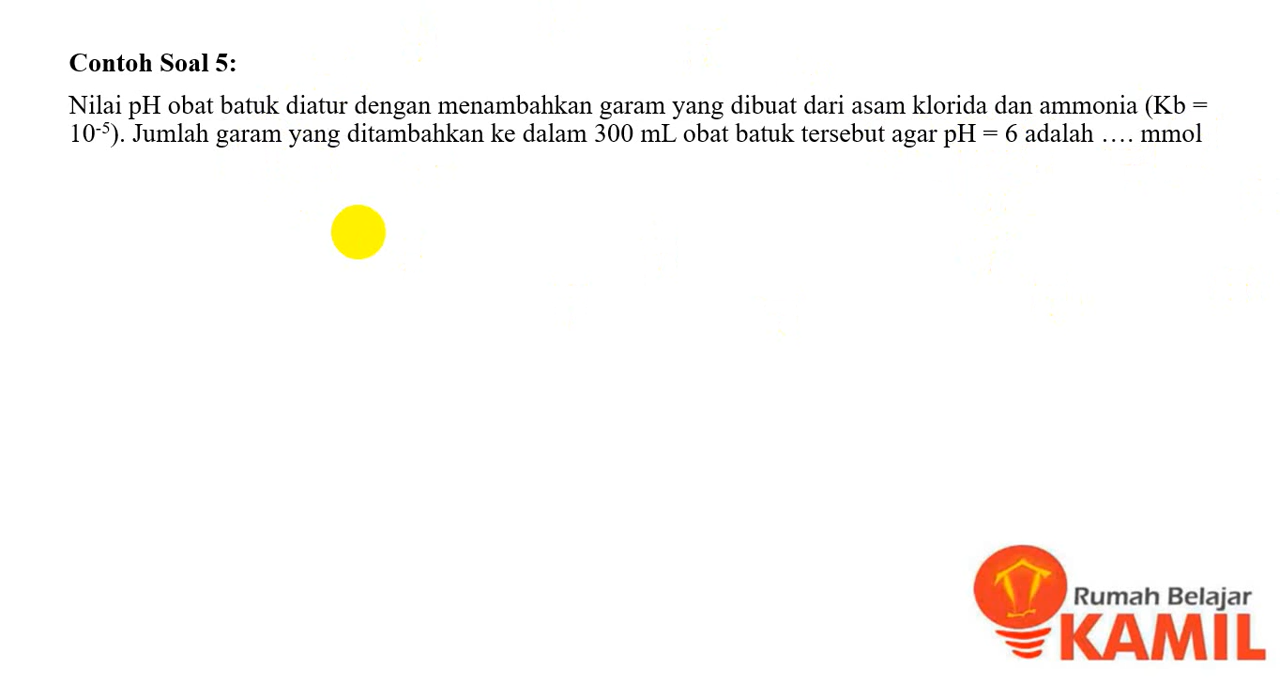 Contoh Soal 5:
Nilai pH obat batuk diatur dengan menambahkan garam yang dibuat dari asam klorida dan ammonia (Kb =
10⁻⁵). Jumlah garam yang ditambahkan ke dalam 300 mL obat batuk tersebut agar pH = 6 adalah …. mmol
Rumah Belajar
KAMIL